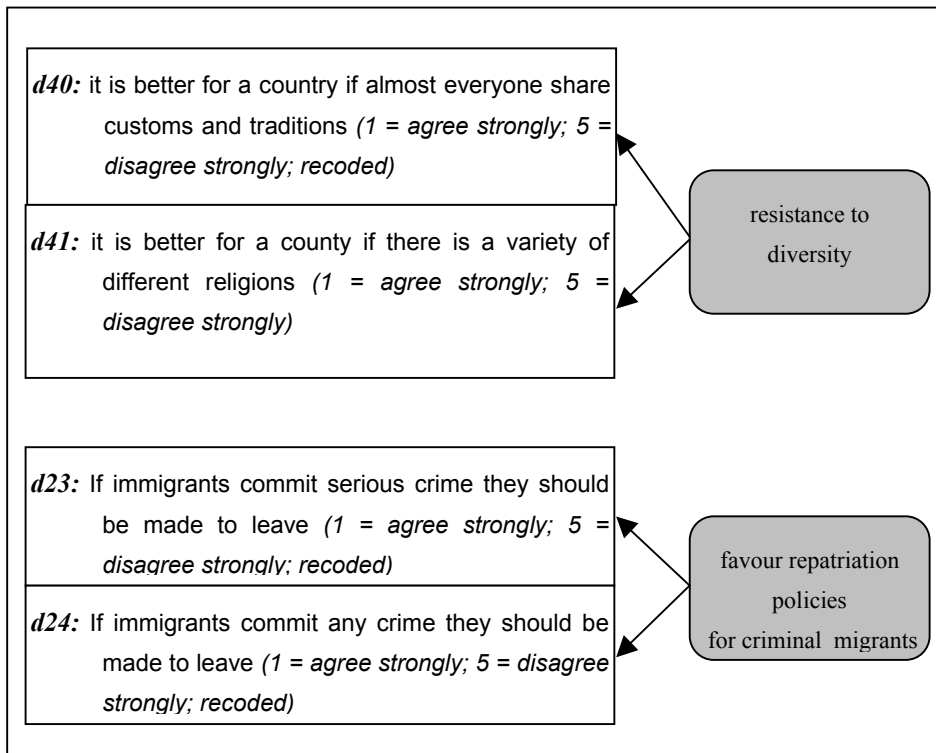 d40: it is better for a country if almost everyone share
customs and traditions (1 = agree strongly; 5 =
disagree strongly; recoded)
d41: it is better for a county if there is a variety of
different religions (1 = agree strongly; 5 =
disagree strongly)
resistance to
diversity
d23: If immigrants commit serious crime they should
be made to leave (1 = agree strongly; 5 =
disagree strongly; recoded)
d24: If immigrants commit any crime they should be
made to leave (1 = agree strongly; 5 = disagree
strongly; recoded)
favour repatriation
policies
for criminal migrants